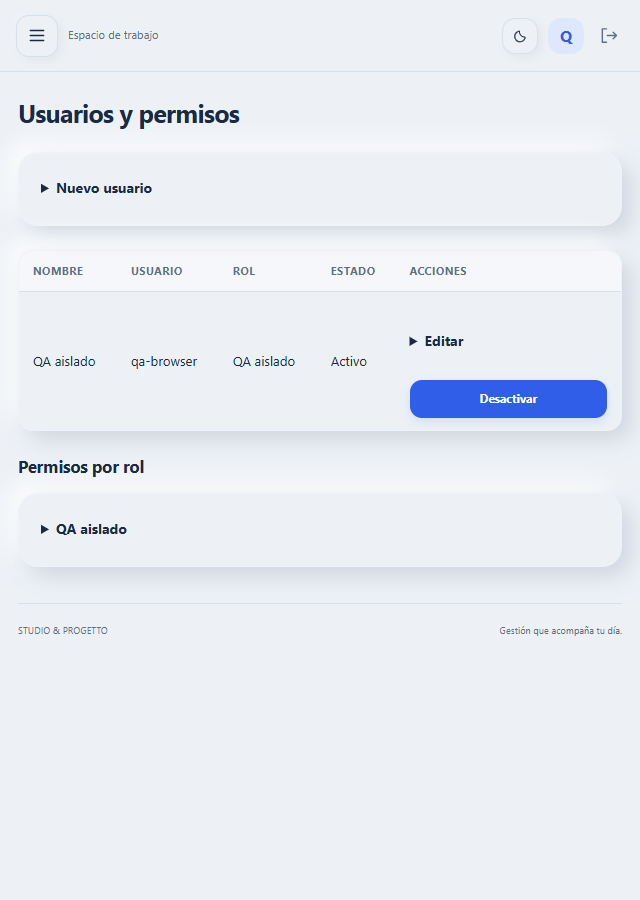 Espacio de trabajo
Q
Usuarios y permisos
Nuevo usuario
NOMBRE USUARIO ROL ESTADO ACCIONES
QA aislado qa-browser QA aislado Activo
Editar
Desactivar
Permisos por rol
QA aislado
STUDIO & PROGETTO
Gestión que acompaña tu día.